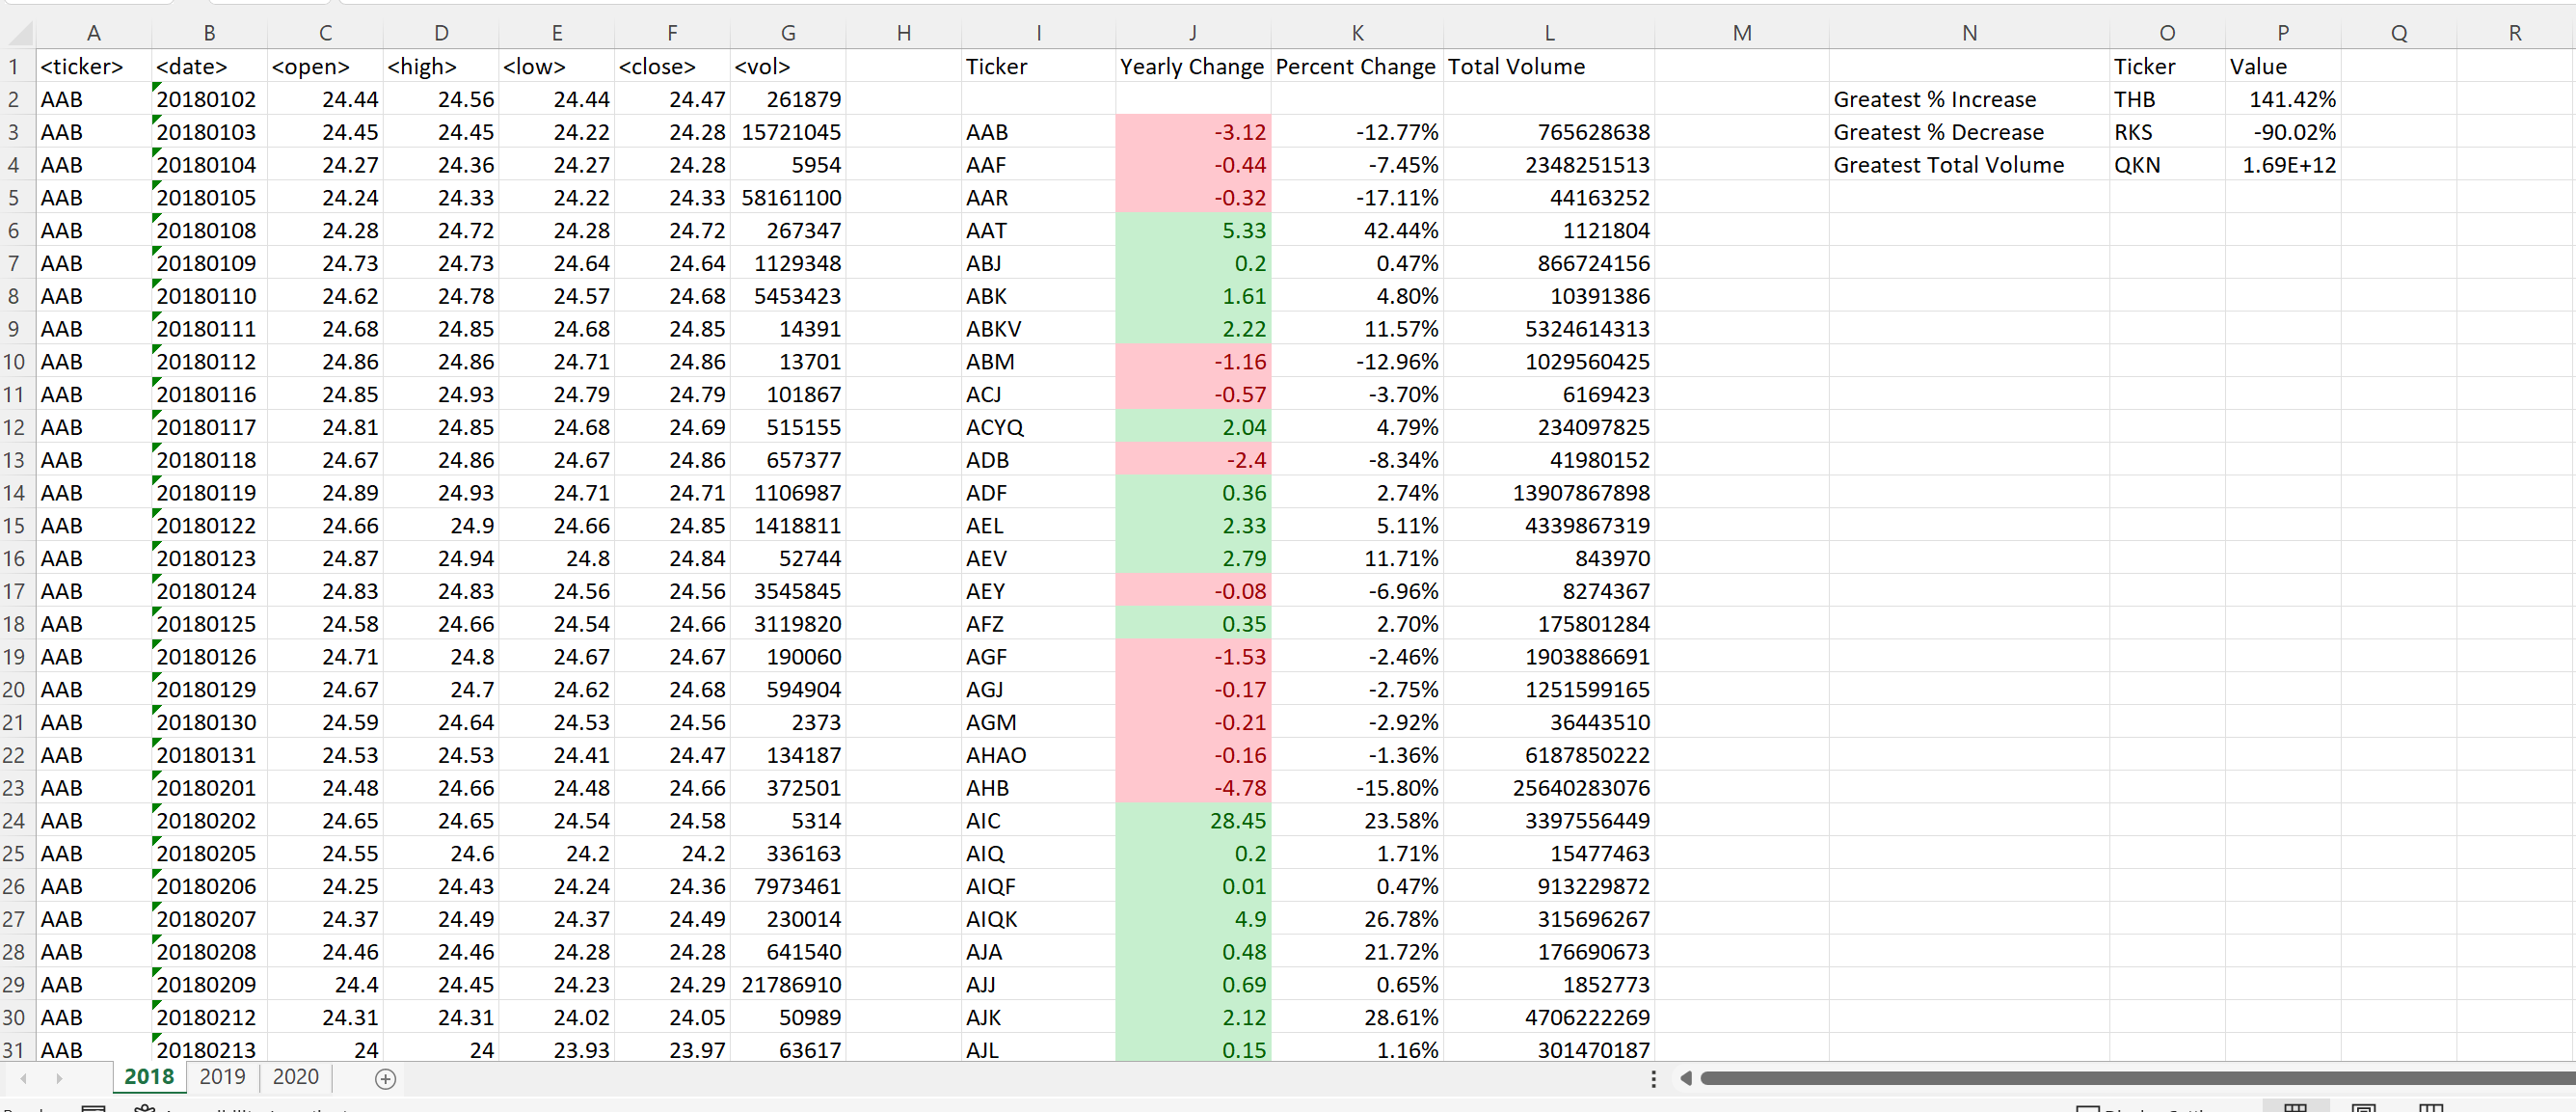 A B C D E F G H I J K L M N O P Q R
1 <ticker> <date> <open> <high> <low> <close> <vol> Ticker Yearly Change Percent Change Total Volume Ticker Value
2 AAB 20180102 24.44 24.56 24.44 24.47 261879 Greatest % Increase THB 141.42%
3 AAB 20180103 24.45 24.45 24.22 24.28 15721045 AAB -3.12 -12.77% 765628638 Greatest % Decrease RKS -90.02%
4 AAB 20180104 24.27 24.36 24.27 24.28 5954 AAF -0.44 -7.45% 2348251513 Greatest Total Volume QKN 1.69E+12
5 AAB 20180105 24.24 24.33 24.22 24.33 58161100 AAR -0.32 -17.11% 44163252
6 AAB 20180108 24.28 24.72 24.28 24.72 267347 AAT 5.33 42.44% 1121804
7 AAB 20180109 24.73 24.73 24.64 24.64 1129348 ABJ 0.2 0.47% 866724156
8 AAB 20180110 24.62 24.78 24.57 24.68 5453423 ABK 1.61 4.80% 10391386
9 AAB 20180111 24.68 24.85 24.68 24.85 14391 ABKV 2.22 11.57% 5324614313
10 AAB 20180112 24.86 24.86 24.71 24.86 13701 ABM -1.16 -12.96% 1029560425
11 AAB 20180116 24.85 24.93 24.79 24.79 101867 ACJ -0.57 -3.70% 6169423
12 AAB 20180117 24.81 24.85 24.68 24.69 515155 ACYQ 2.04 4.79% 234097825
13 AAB 20180118 24.67 24.86 24.67 24.86 657377 ADB -2.4 -8.34% 41980152
14 AAB 20180119 24.89 24.93 24.71 24.71 1106987 ADF 0.36 2.74% 13907867898
15 AAB 20180122 24.66 24.9 24.66 24.85 1418811 AEL 2.33 5.11% 4339867319
16 AAB 20180123 24.87 24.94 24.8 24.84 52744 AEV 2.79 11.71% 843970
17 AAB 20180124 24.83 24.83 24.56 24.56 3545845 AEY -0.08 -6.96% 8274367
18 AAB 20180125 24.58 24.66 24.54 24.66 3119820 AFZ 0.35 2.70% 175801284
19 AAB 20180126 24.71 24.8 24.67 24.67 190060 AGF -1.53 -2.46% 1903886691
20 AAB 20180129 24.67 24.7 24.62 24.68 594904 AGJ -0.17 -2.75% 1251599165
21 AAB 20180130 24.59 24.64 24.53 24.56 2373 AGM -0.21 -2.92% 36443510
22 AAB 20180131 24.53 24.53 24.41 24.47 134187 AHAO -0.16 -1.36% 6187850222
23 AAB 20180201 24.48 24.66 24.48 24.66 372501 AHB -4.78 -15.80% 25640283076
24 AAB 20180202 24.65 24.65 24.54 24.58 5314 AIC 28.45 23.58% 3397556449
25 AAB 20180205 24.55 24.6 24.2 24.2 336163 AIQ 0.2 1.71% 15477463
26 AAB 20180206 24.25 24.43 24.24 24.36 7973461 AIQF 0.01 0.47% 913229872
27 AAB 20180207 24.37 24.49 24.37 24.49 230014 AIQK 4.9 26.78% 315696267
28 AAB 20180208 24.46 24.46 24.28 24.28 641540 AJA 0.48 21.72% 176690673
29 AAB 20180209 24.4 24.45 24.23 24.29 21786910 AJJ 0.69 0.65% 1852773
30 AAB 20180212 24.31 24.31 24.02 24.05 50989 AJK 2.12 28.61% 4706222269
31 AAB 20180213 24 24 23.93 23.97 63617 AJL 0.15 1.16% 301470187
2018 2019 2020